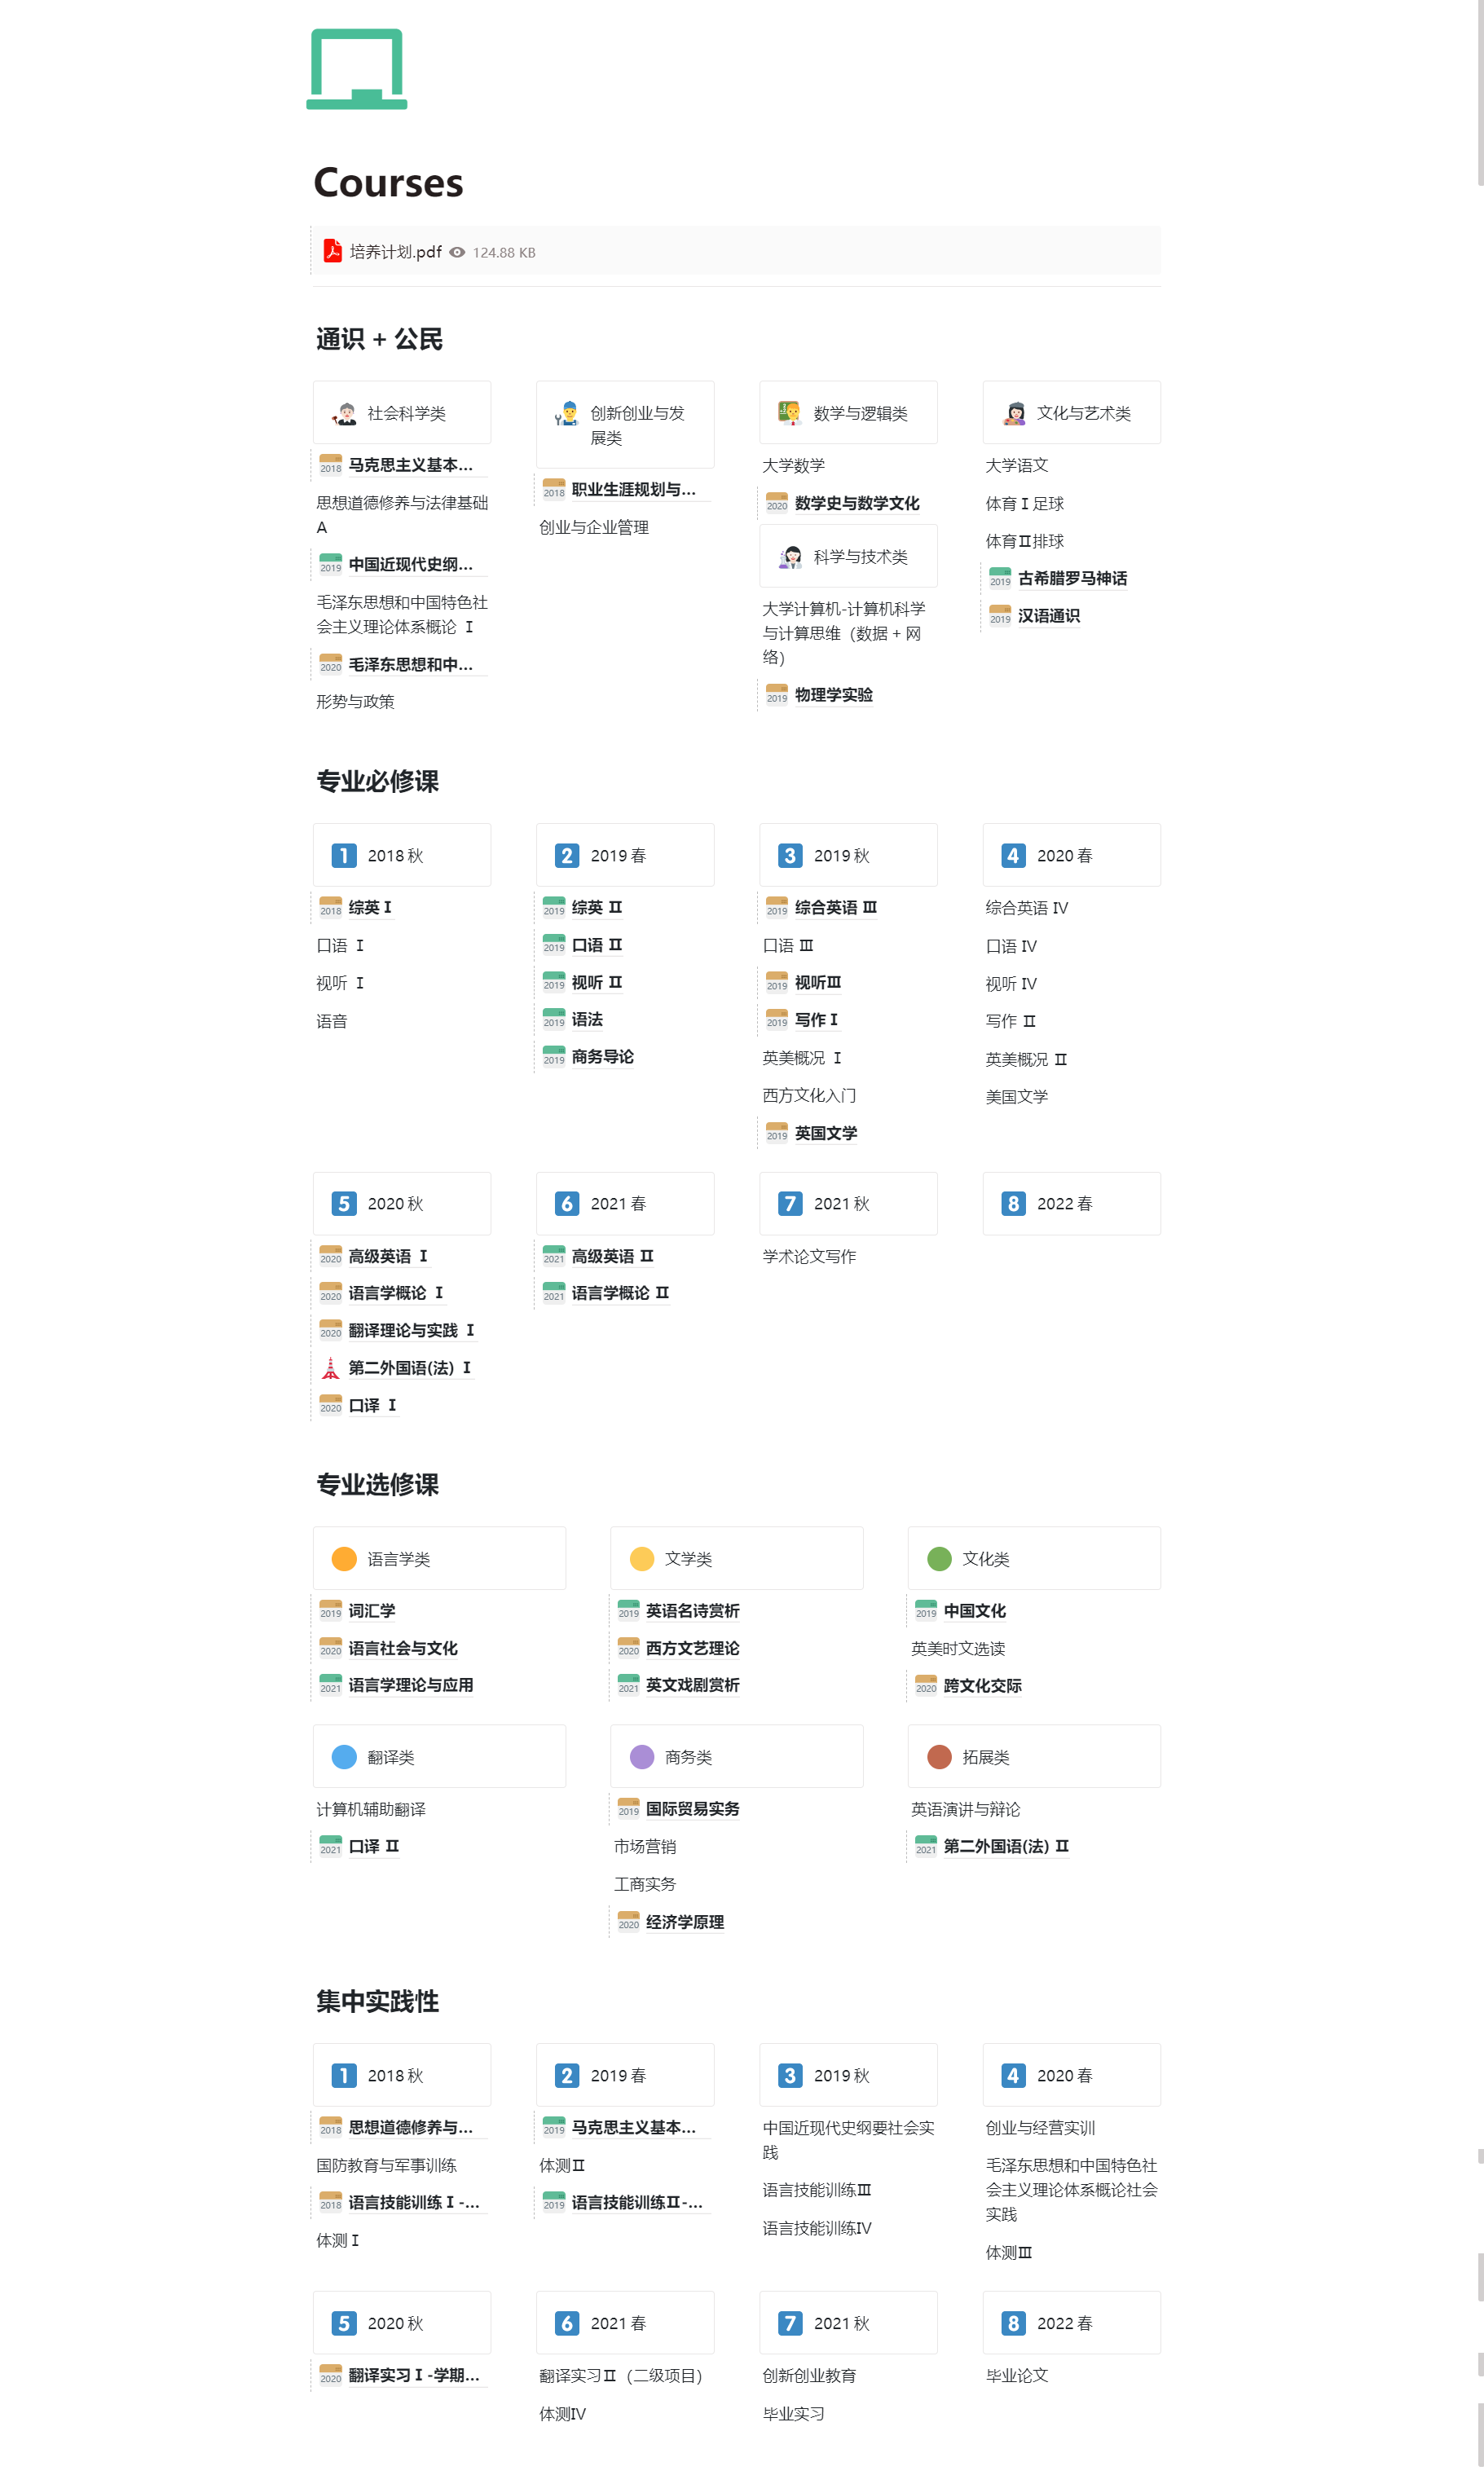 Courses
培养计划.pdf 124.88 KB
通识 + 公民
社会科学类
2018 马克思主义基本...
思想道德修养与法律基础
A
2019 中国近现代史纲...
毛泽东思想和中国特色社
会主义理论体系概论 Ⅰ
2020 毛泽东思想和中...
形势与政策
创新创业与发
展类
2018 职业生涯规划与...
创业与企业管理
数学与逻辑类
大学数学
2020 数学史与数学文化
科学与技术类
大学计算机-计算机科学
与计算思维（数据 + 网
络）
2019 物理学实验
文化与艺术类
大学语文
体育Ⅰ足球
体育Ⅱ排球
2019 古希腊罗马神话
2019 汉语通识
专业必修课
1 2018 秋
2018 综英Ⅰ
口语 Ⅰ
视听 Ⅰ
语音
2 2019 春
2019 综英 Ⅱ
2019 口语 Ⅱ
2019 视听 Ⅱ
2019 语法
2019 商务导论
3 2019 秋
2019 综合英语 Ⅲ
口语 Ⅲ
2019 视听Ⅲ
2019 写作Ⅰ
英美概况 Ⅰ
西方文化入门
2019 英国文学
4 2020 春
综合英语 IV
口语 IV
视听 IV
写作 Ⅱ
英美概况 Ⅱ
美国文学
5 2020 秋
2020 高级英语 Ⅰ
2020 语言学概论 Ⅰ
2020 翻译理论与实践 Ⅰ
第二外国语(法) Ⅰ
2020 口译 Ⅰ
6 2021 春
2021 高级英语 Ⅱ
2021 语言学概论 Ⅱ
7 2021 秋
学术论文写作
8 2022 春
专业选修课
语言学类
2019 词汇学
2020 语言社会与文化
2021 语言学理论与应用
文学类
2019 英语名诗赏析
2020 西方文艺理论
2021 英文戏剧赏析
文化类
2019 中国文化
英美时文选读
2020 跨文化交际
翻译类
计算机辅助翻译
2021 口译 Ⅱ
商务类
2019 国际贸易实务
市场营销
工商实务
2020 经济学原理
拓展类
英语演讲与辩论
2021 第二外国语(法) Ⅱ
集中实践性
1 2018 秋
2018 思想道德修养与...
国防教育与军事训练
2018 语言技能训练Ⅰ-...
体测Ⅰ
2 2019 春
2019 马克思主义基本...
体测Ⅱ
2019 语言技能训练Ⅱ-...
3 2019 秋
中国近现代史纲要社会实
践
语言技能训练Ⅲ
语言技能训练IV
4 2020 春
创业与经营实训
毛泽东思想和中国特色社
会主义理论体系概论社会
实践
体测Ⅲ
5 2020 秋
2020 翻译实习Ⅰ-学期...
6 2021 春
翻译实习Ⅱ（二级项目）
体测IV
7 2021 秋
创新创业教育
毕业实习
8 2022 春
毕业论文